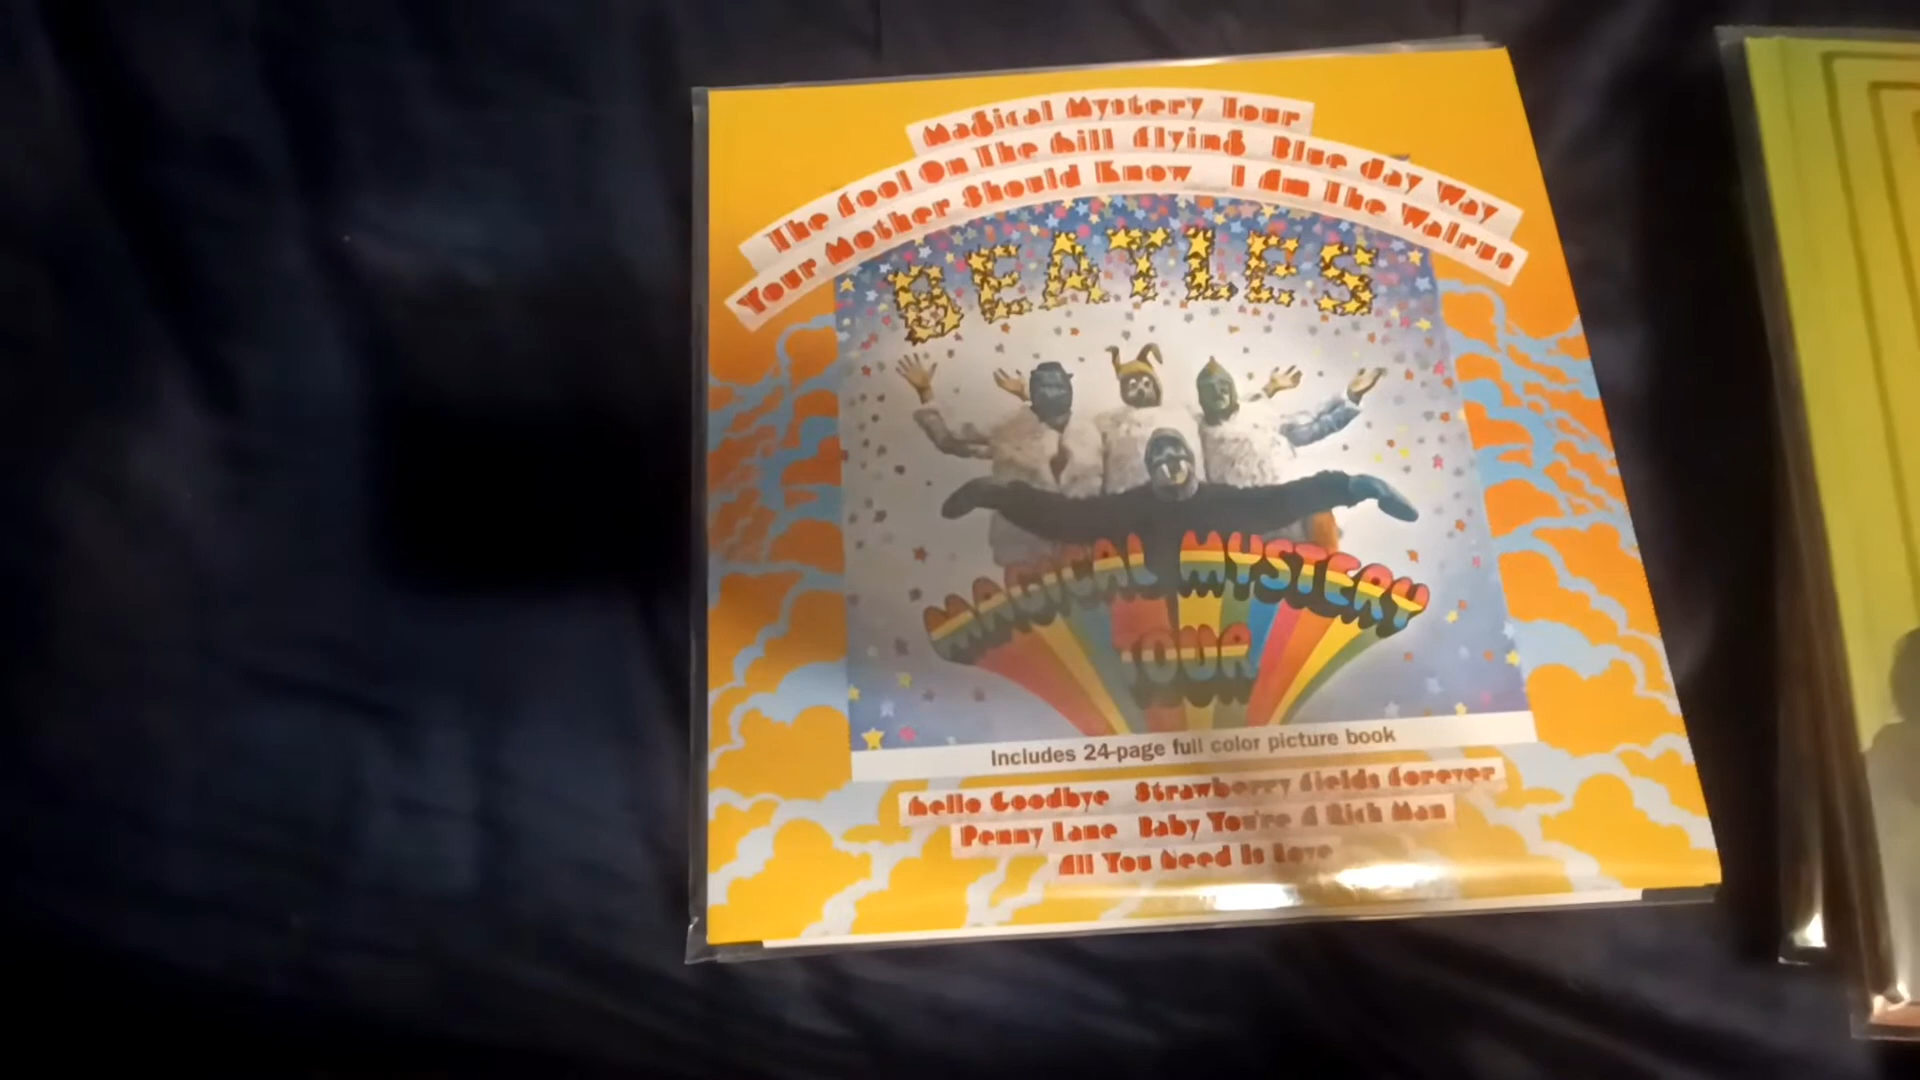 Magical Mystery Tour
The Fool On The Hill Flying Blue Jay Way
Your Mother Should Know I Am The Walrus
BEATLES
MAGICAL MYSTERY
TOUR
Includes 24-page full color picture book
Hello Goodbye Strawberry Fields Forever
Penny Lane Baby You're A Rich Man
All You Need Is Love